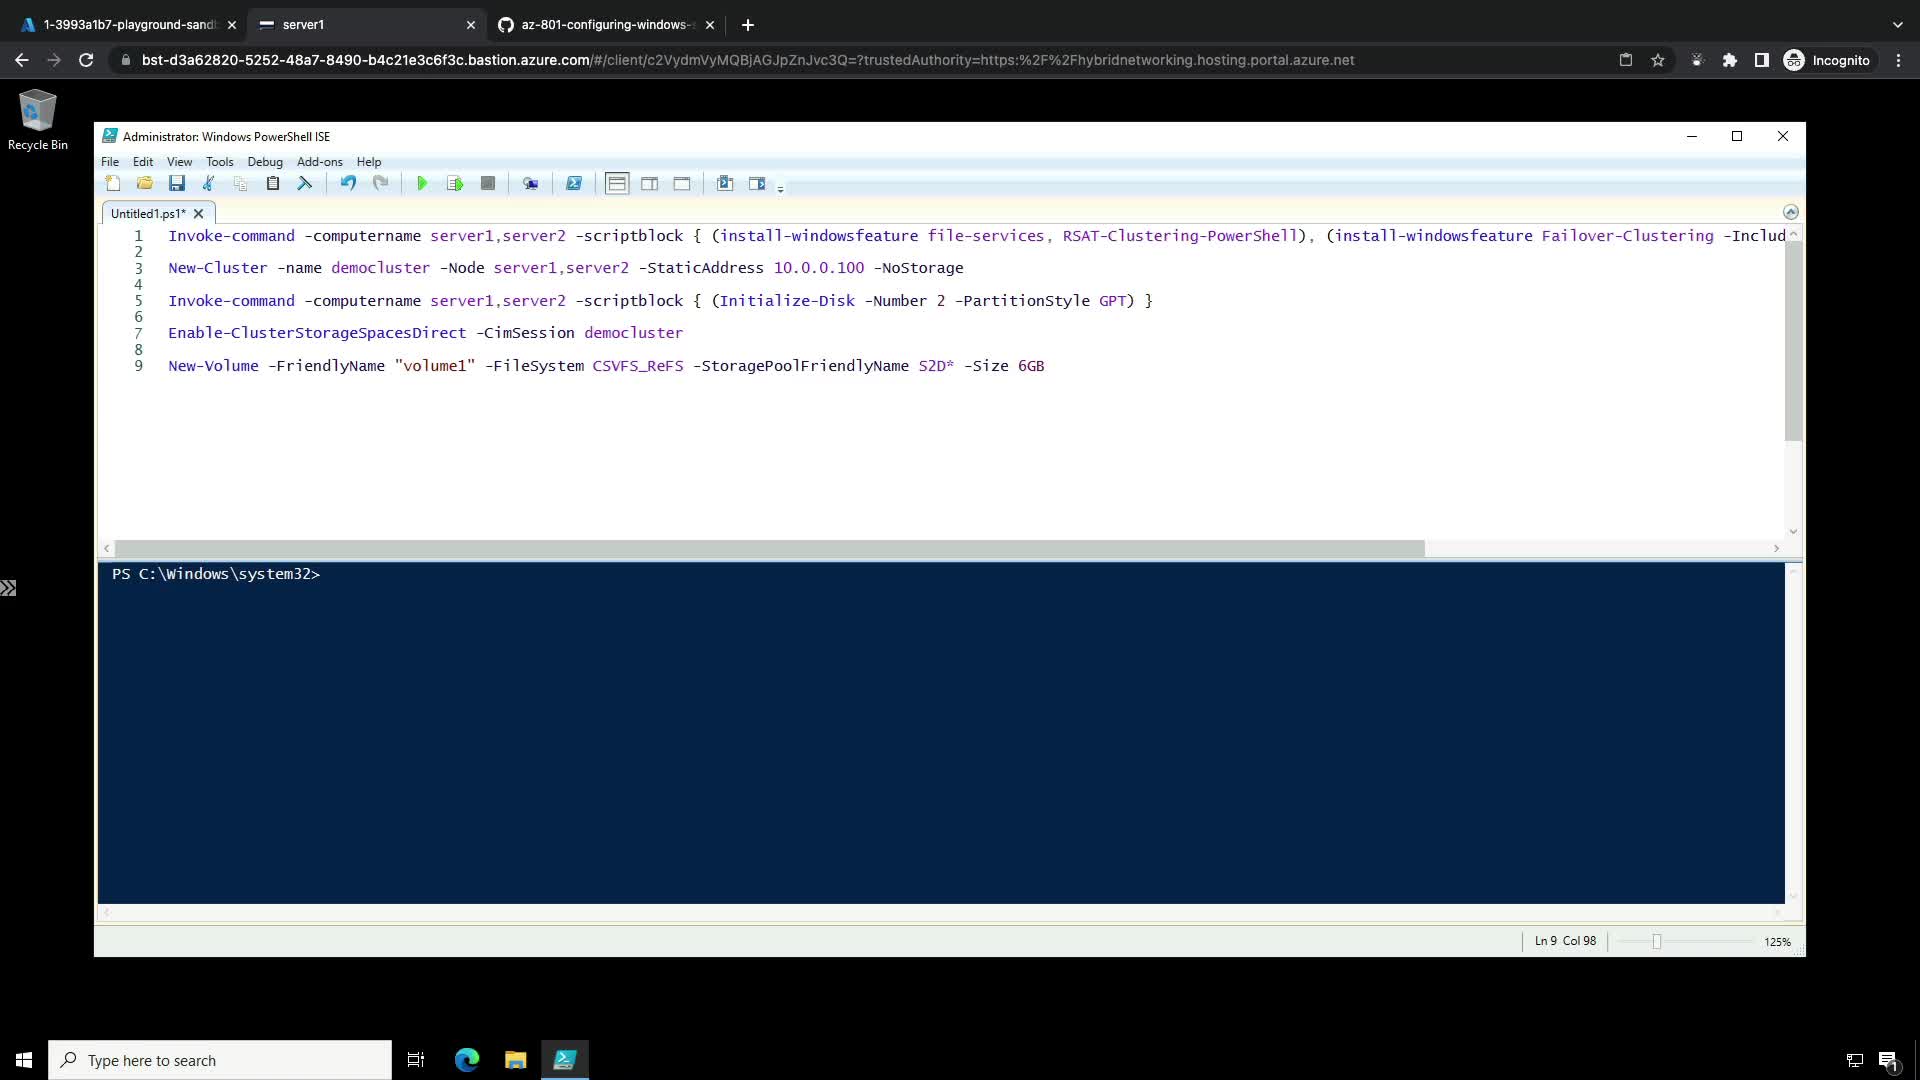 1-3993a1b7-playground-sand
server1
az-801-configuring-windows-
bst-d3a62820-5252-48a7-8490-b4c21e3c6f3c.bastion.azure.com/#/client/c2VydmVyMQBjAGJpZnJvc3Q=?trustedAuthority=https:%2F%2Fhybridnetworking.hosting.portal.azure.net
Incognito
Recycle Bin
Administrator: Windows PowerShell ISE
File Edit View Tools Debug Add-ons Help
Untitled1.ps1*
1 Invoke-command -computername server1,server2 -scriptblock { (install-windowsfeature file-services, RSAT-Clustering-PowerShell), (install-windowsfeature Failover-Clustering -Includ
2
3 New-Cluster -name democluster -Node server1,server2 -StaticAddress 10.0.0.100 -NoStorage
4
5 Invoke-command -computername server1,server2 -scriptblock { (Initialize-Disk -Number 2 -PartitionStyle GPT) }
6
7 Enable-ClusterStorageSpacesDirect -CimSession democluster
8
9 New-Volume -FriendlyName "volume1" -FileSystem CSVFS_ReFS -StoragePoolFriendlyName S2D* -Size 6GB
PS C:\Windows\system32>
Ln 9 Col 98
125%
Type here to search
1